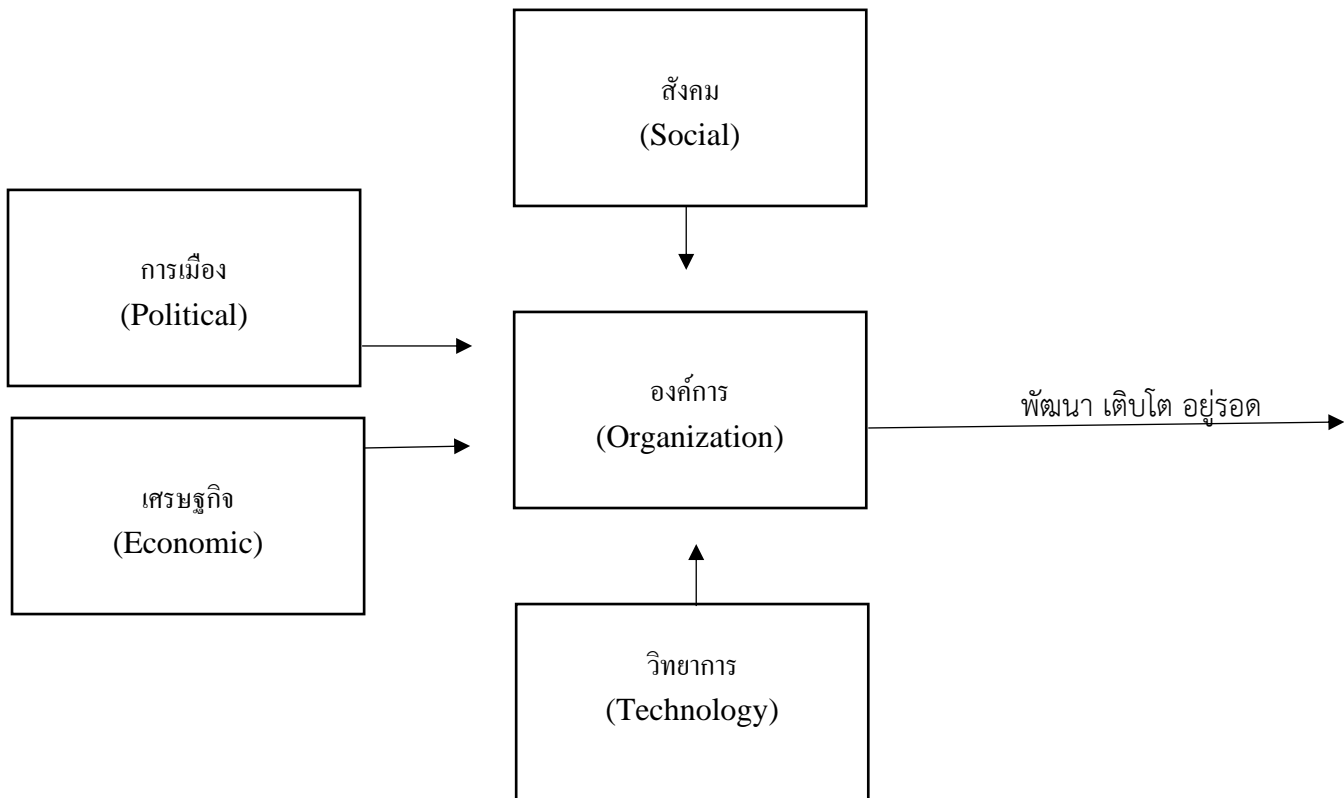 สังคม
(Social)
การเมือง
(Political)
องค์การ
(Organization)
พัฒนา เติบโต อยู่รอด
เศรษฐกิจ
(Economic)
วิทยาการ
(Technology)